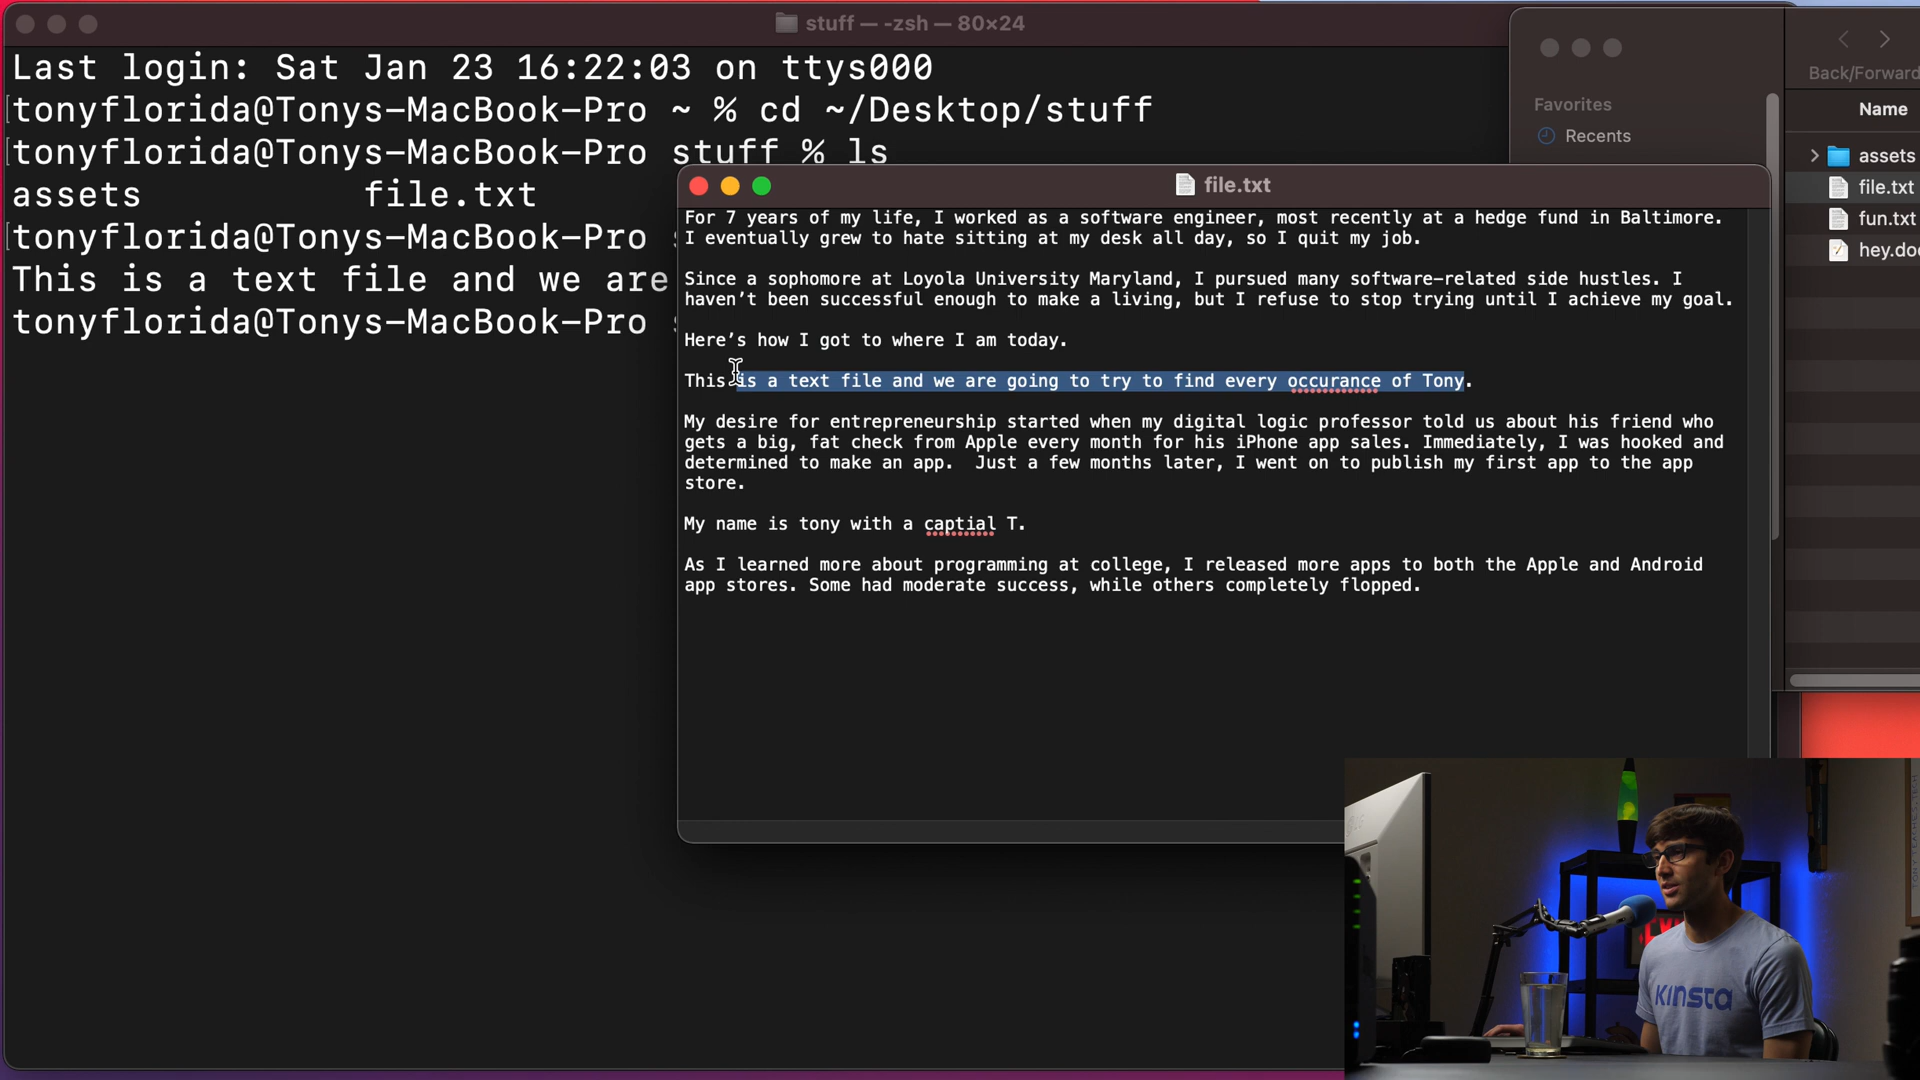 stuff — -zsh — 80×24
Last login: Sat Jan 23 16:22:03 on ttys000
tonyflorida@Tonys-MacBook-Pro ~ % cd ~/Desktop/stuff
tonyflorida@Tonys-MacBook-Pro stuff % ls
assets file.txt
tonyflorida@Tonys-MacBook-Pro
This is a text file and we are
tonyflorida@Tonys-MacBook-Pro
file.txt
For 7 years of my life, I worked as a software engineer, most recently at a hedge fund in Baltimore.
I eventually grew to hate sitting at my desk all day, so I quit my job.
Since a sophomore at Loyola University Maryland, I pursued many software-related side hustles. I
haven’t been successful enough to make a living, but I refuse to stop trying until I achieve my goal.
Here’s how I got to where I am today.
This is a text file and we are going to try to find every occurance of Tony.
My desire for entrepreneurship started when my digital logic professor told us about his friend who
gets a big, fat check from Apple every month for his iPhone app sales. Immediately, I was hooked and
determined to make an app.  Just a few months later, I went on to publish my first app to the app
store.
My name is tony with a captial T.
As I learned more about programming at college, I released more apps to both the Apple and Android
app stores. Some had moderate success, while others completely flopped.
Favorites
Recents
Back/Forward
Name
assets
file.txt
fun.txt
hey.doc
KINSTA